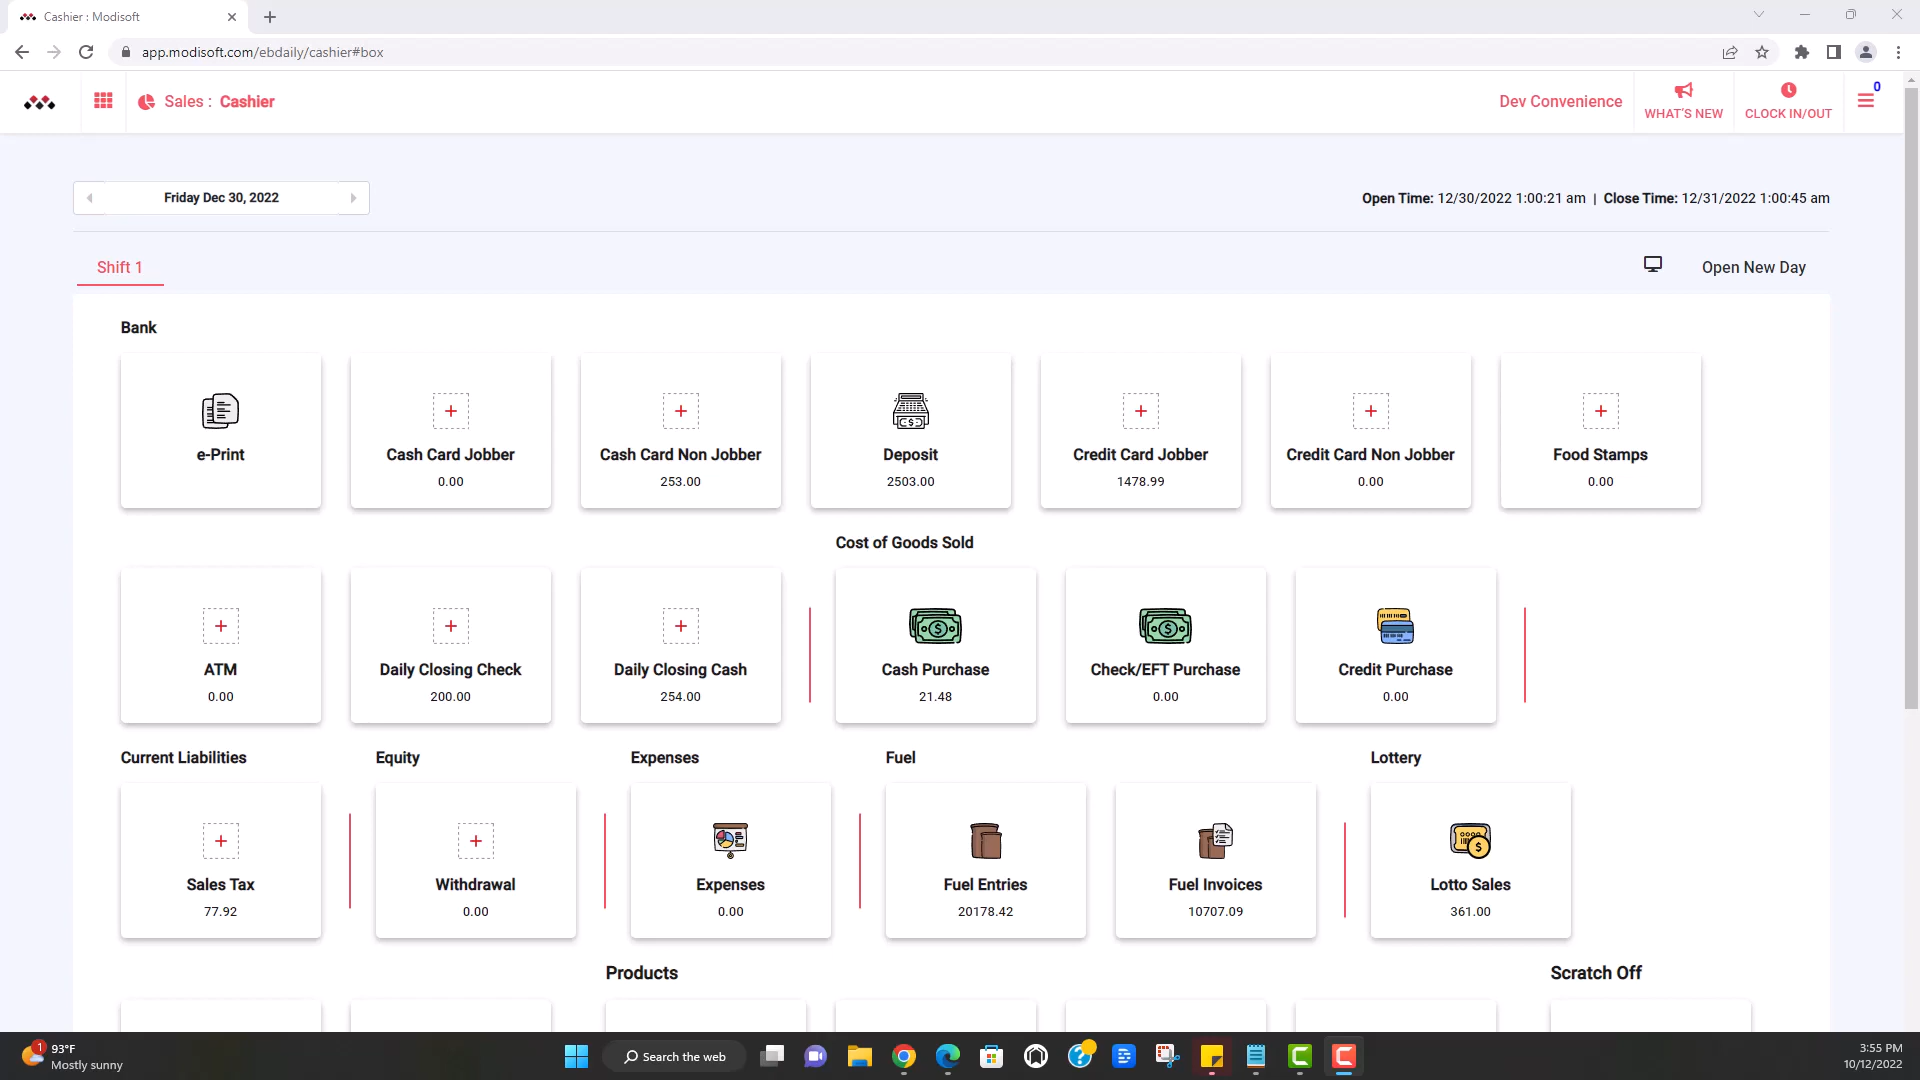 Cashier : Modisoft
app.modisoft.com/ebdaily/cashier#box
Sales : Cashier
Dev Convenience
WHAT'S NEW
CLOCK IN/OUT
0
Friday Dec 30, 2022
Open Time: 12/30/2022 1:00:21 am | Close Time: 12/31/2022 1:00:45 am
Shift 1
Open New Day
Bank
e-Print
Cash Card Jobber
0.00
Cash Card Non Jobber
253.00
Deposit
2503.00
Credit Card Jobber
1478.99
Credit Card Non Jobber
0.00
Food Stamps
0.00
ATM
0.00
Daily Closing Check
200.00
Daily Closing Cash
254.00
Cost of Goods Sold
Cash Purchase
21.48
Check/EFT Purchase
0.00
Credit Purchase
0.00
Current Liabilities
Sales Tax
77.92
Equity
Withdrawal
0.00
Expenses
Expenses
0.00
Fuel
Fuel Entries
20178.42
Fuel Invoices
10707.09
Lottery
Lotto Sales
361.00
Products
Scratch Off
1
93°F
Mostly sunny
Search the web
3:55 PM
10/12/2022